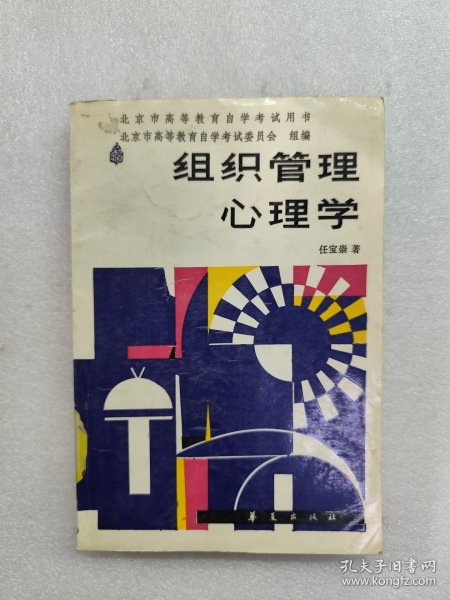 北京市高等教育自学考试用书
北京市高等教育自学考试委员会 组编
组织管理
心理学
任宝崇 著
华夏出版社
孔夫子旧书网
www.kongfz.com